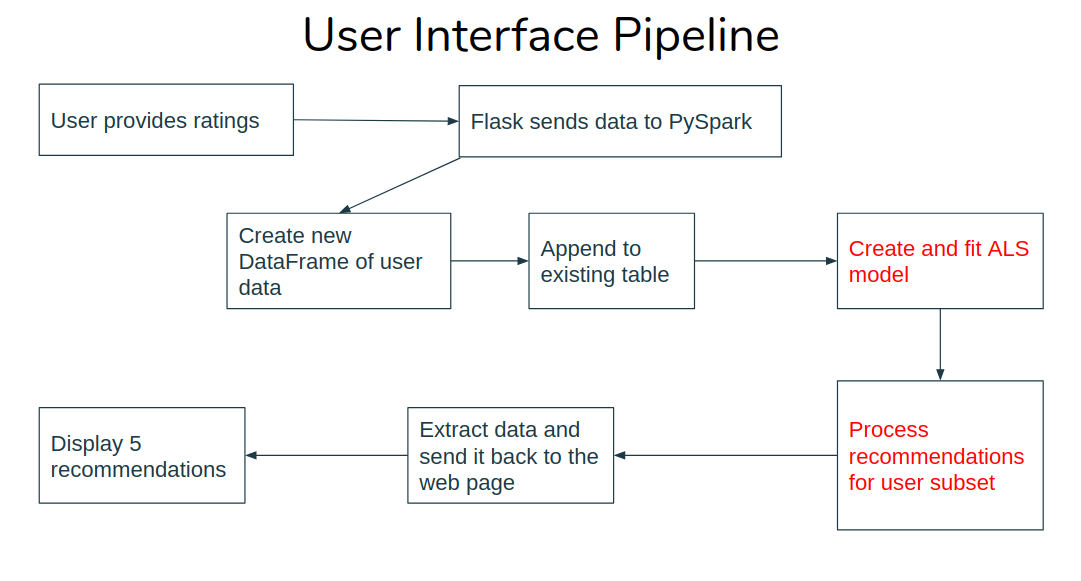 User Interface Pipeline
User provides ratings
Flask sends data to PySpark
Create new
DataFrame of user
data
Append to
existing table
Create and fit ALS
model
Process
recommendations
for user subset
Extract data and
send it back to the
web page
Display 5
recommendations